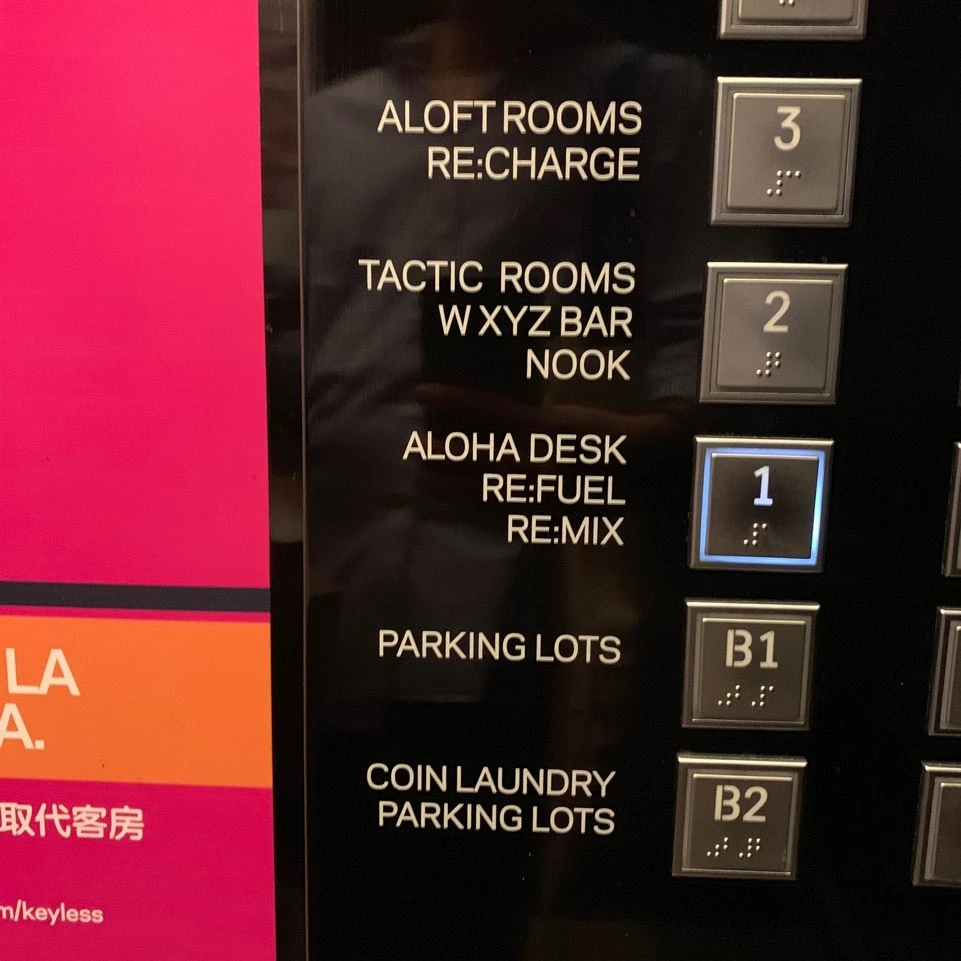 ALOFT ROOMS
RE:CHARGE
3
TACTIC ROOMS
W XYZ BAR
NOOK
2
ALOHA DESK
RE:FUEL
RE:MIX
1
PARKING LOTS
B1
COIN LAUNDRY
PARKING LOTS
B2
LA
A.
取代客房
m/keyless